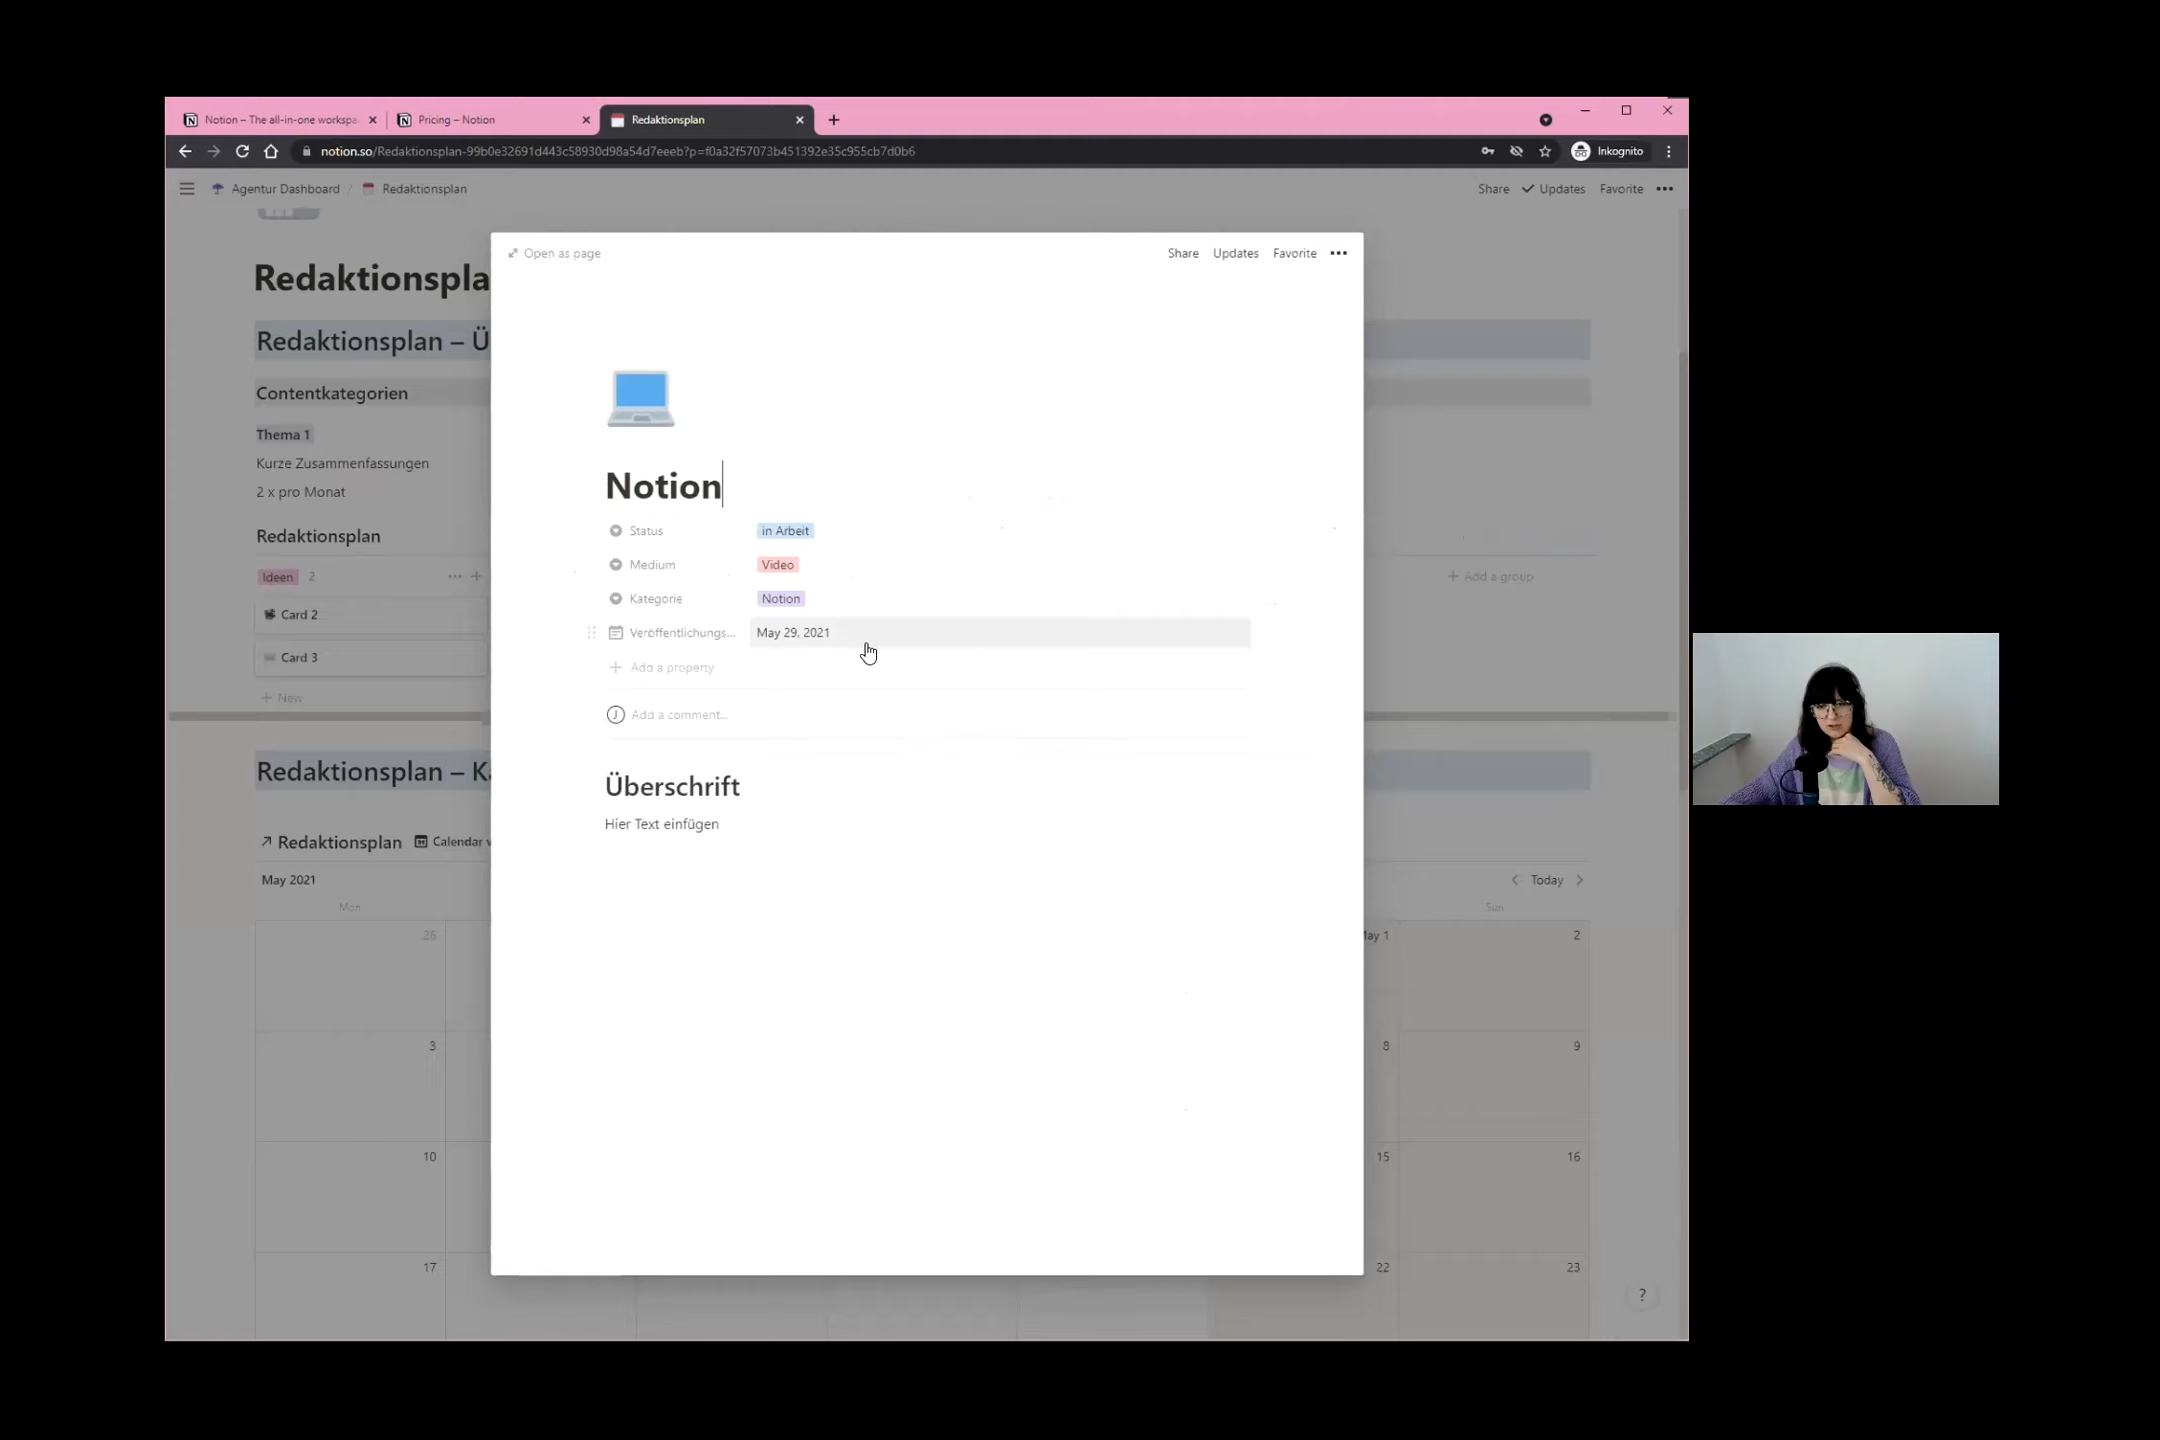 Notion – The all-in-one workspa
Pricing – Notion
Redaktionsplan
notion.so/Redaktionsplan-99b0e32691d443c58930d98a54d7eeeb?p=f0a32f57073b451392e35c955cb7d0b6
Inkognito
Agentur Dashboard / Redaktionsplan
Share Updates Favorite
Open as page
Share Updates Favorite
Redaktionspla
Redaktionsplan – Ü
Contentkategorien
Thema 1
Kurze Zusammenfassungen
2 x pro Monat
Redaktionsplan
Ideen 2
Card 2
Card 3
+ New
+ Add a group
Notion
Status in Arbeit
Medium Video
Kategorie Notion
Veröffentlichungs... May 29, 2021
+ Add a property
J Add a comment...
Überschrift
Hier Text einfügen
Redaktionsplan – Ka
Redaktionsplan Calendar v
May 2021
Today
Mon Sun
26 May 1 2
3 8 9
10 15 16
17 22 23
?